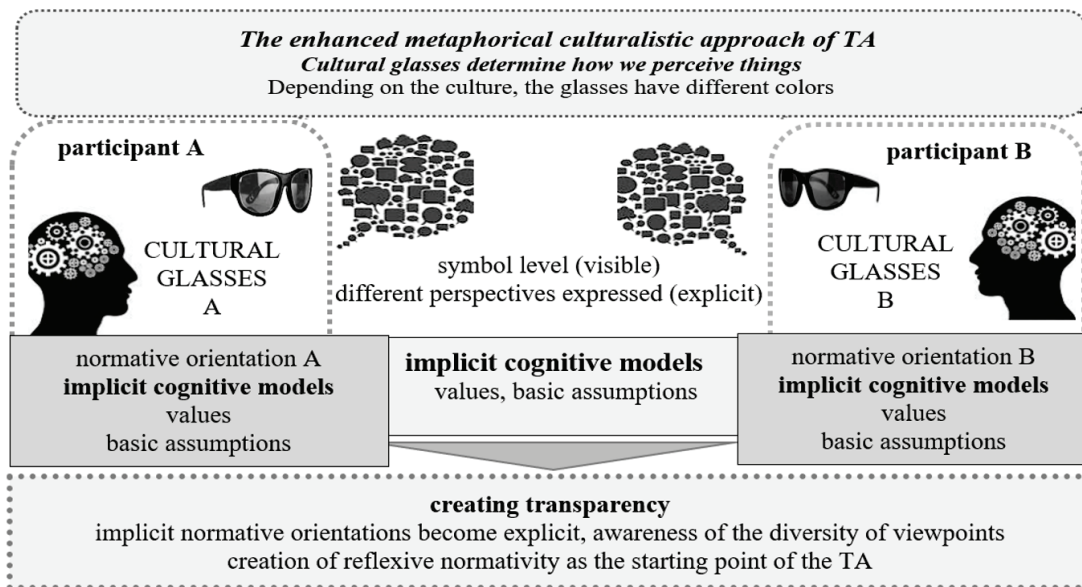 The enhanced metaphorical culturalistic approach of TA
Cultural glasses determine how we perceive things
Depending on the culture, the glasses have different colors
participant A
CULTURAL
GLASSES
A
symbol level (visible)
different perspectives expressed (explicit)
participant B
CULTURAL
GLASSES
B
normative orientation A
implicit cognitive models
values
basic assumptions
implicit cognitive models
values, basic assumptions
normative orientation B
implicit cognitive models
values
basic assumptions
creating transparency
implicit normative orientations become explicit, awareness of the diversity of viewpoints
creation of reflexive normativity as the starting point of the TA